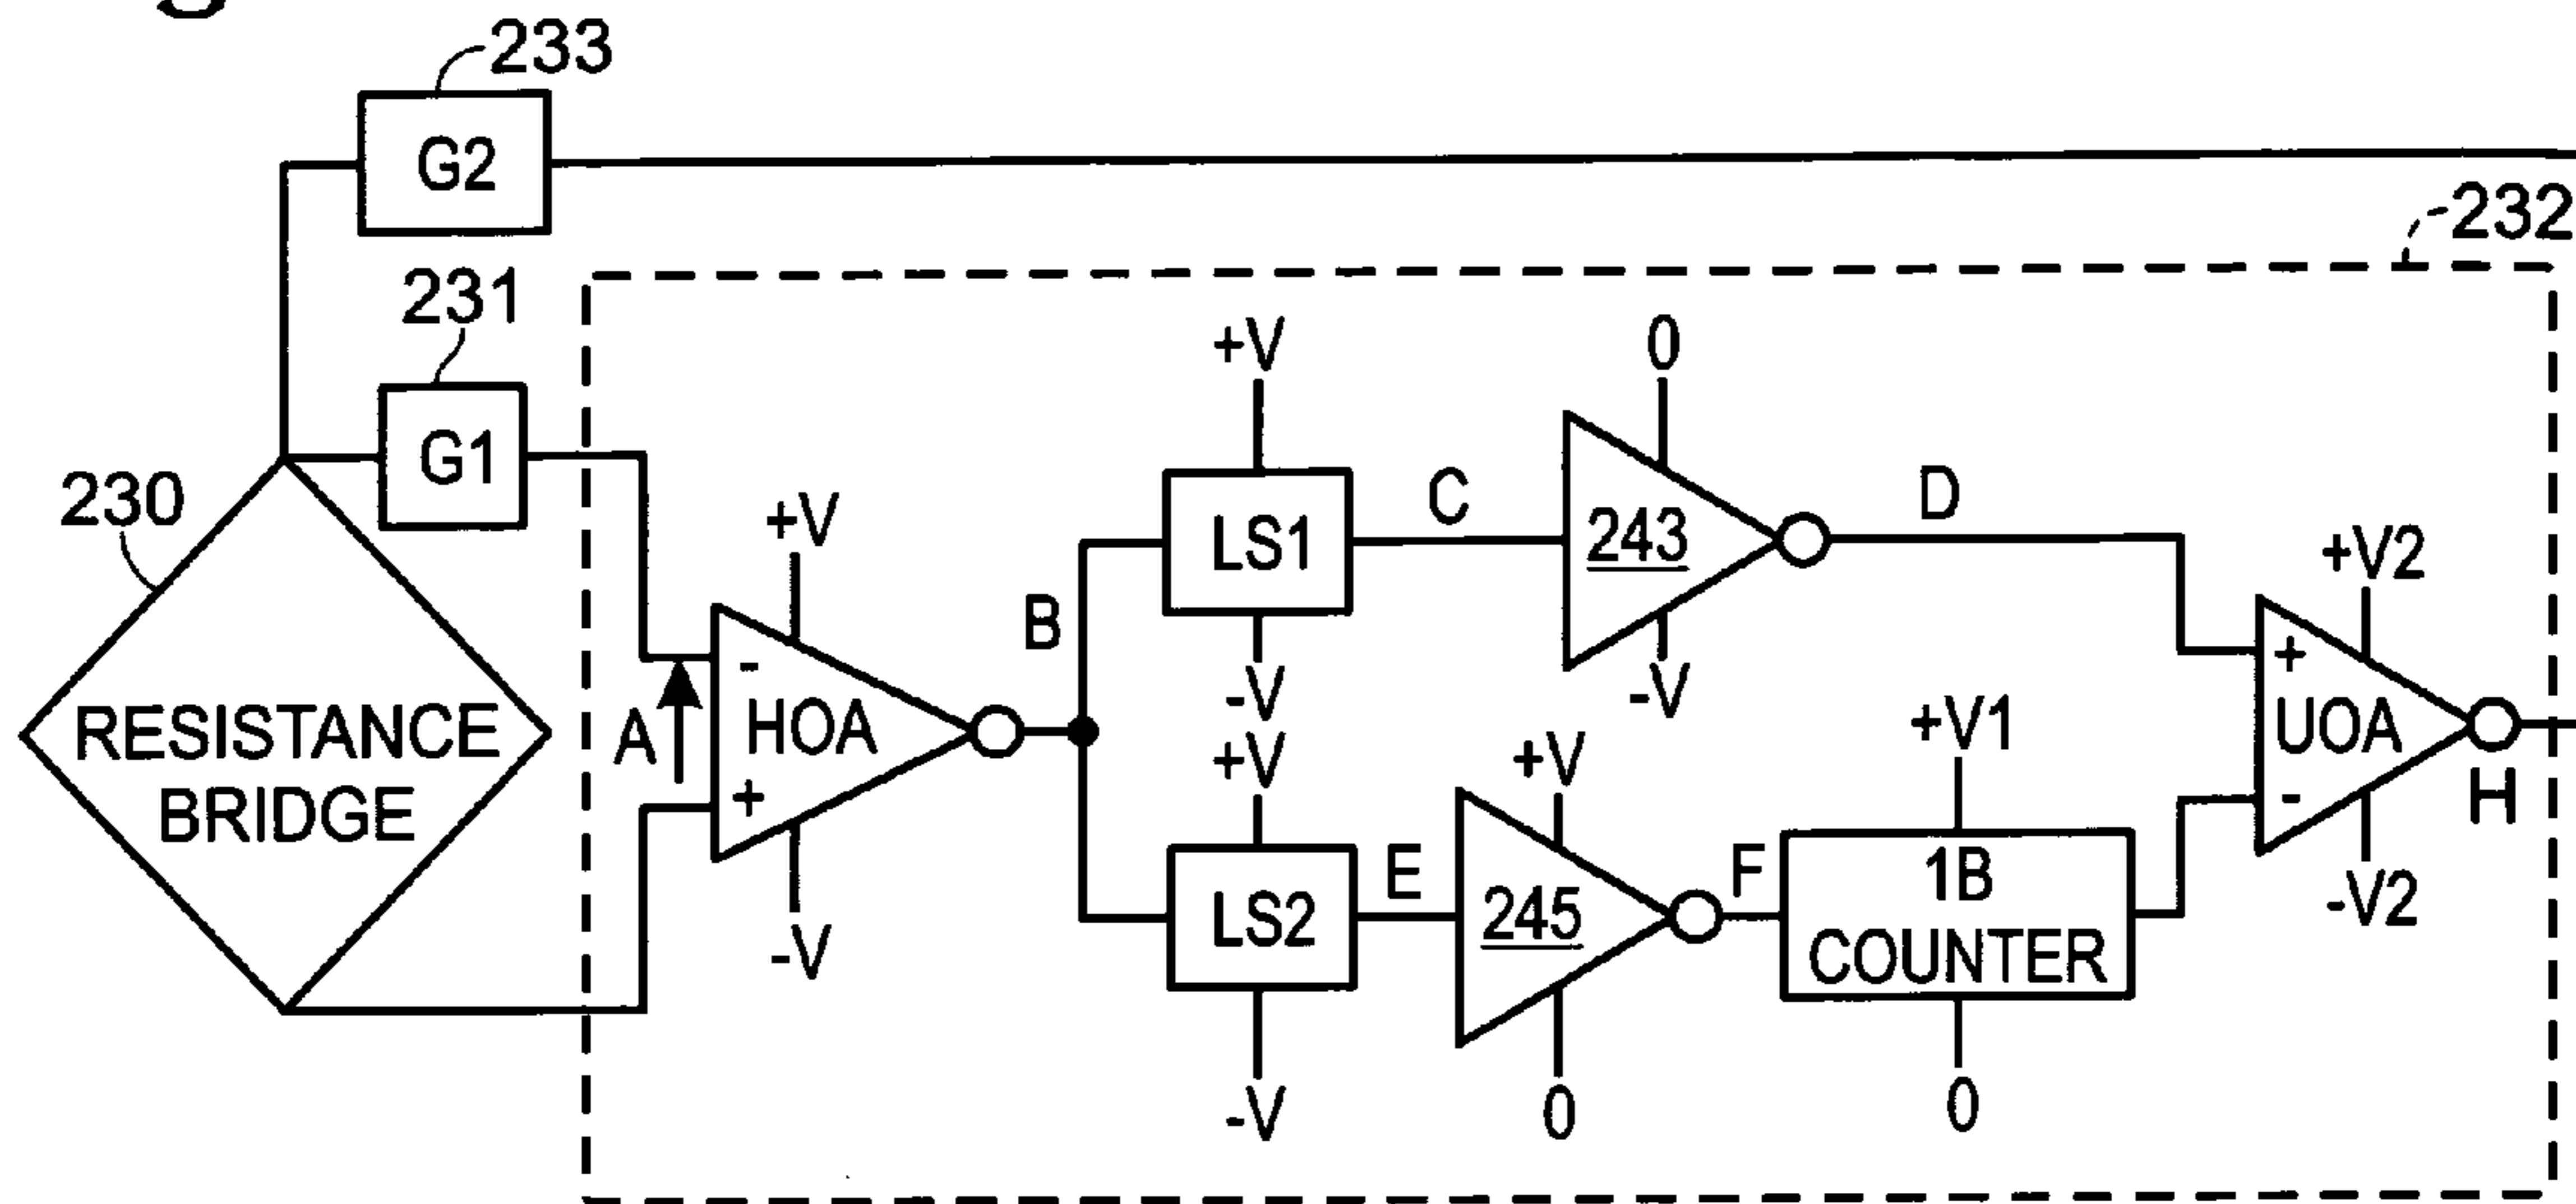 233
G2
232
231
G1
230
RESISTANCE
BRIDGE
A
+V
-
HOA
+
-V
B
+V
LS1
-V
C
0
243
-V
D
+V
LS2
-V
E
+V
245
0
F
+V1
1B
COUNTER
0
+V2
+
UOA
-
-V2
H